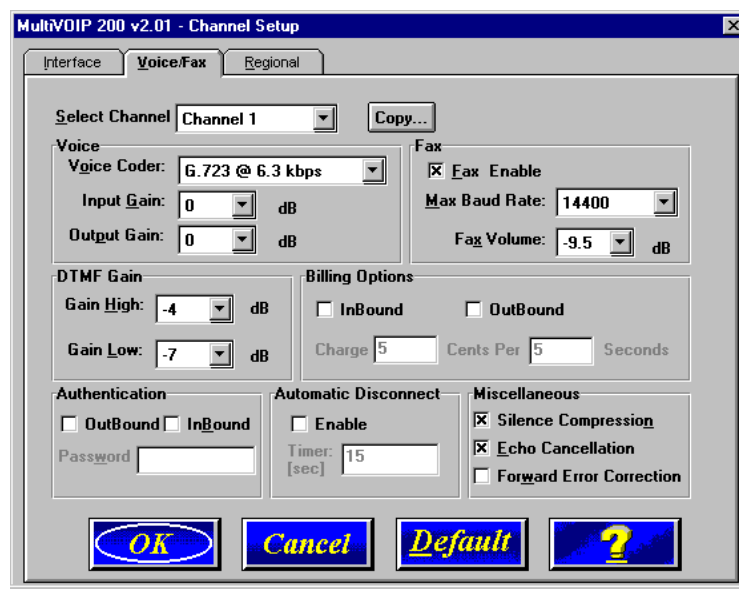 MultiVOIP 200 v2.01 - Channel Setup
Interface Voice/Fax Regional
Select Channel Channel 1 Copy...
Voice
Voice Coder: G.723 @ 6.3 kbps
Input Gain: 0 dB
Output Gain: 0 dB
Fax
Fax Enable
Max Baud Rate: 14400
Fax Volume: -9.5 dB
DTMF Gain
Gain High: -4 dB
Gain Low: -7 dB
Billing Options
InBound OutBound
Charge 5 Cents Per 5 Seconds
Authentication
OutBound InBound
Password
Automatic Disconnect
Enable
Timer: 15
[sec]
Miscellaneous
Silence Compression
Echo Cancellation
Forward Error Correction
OK Cancel Default ?